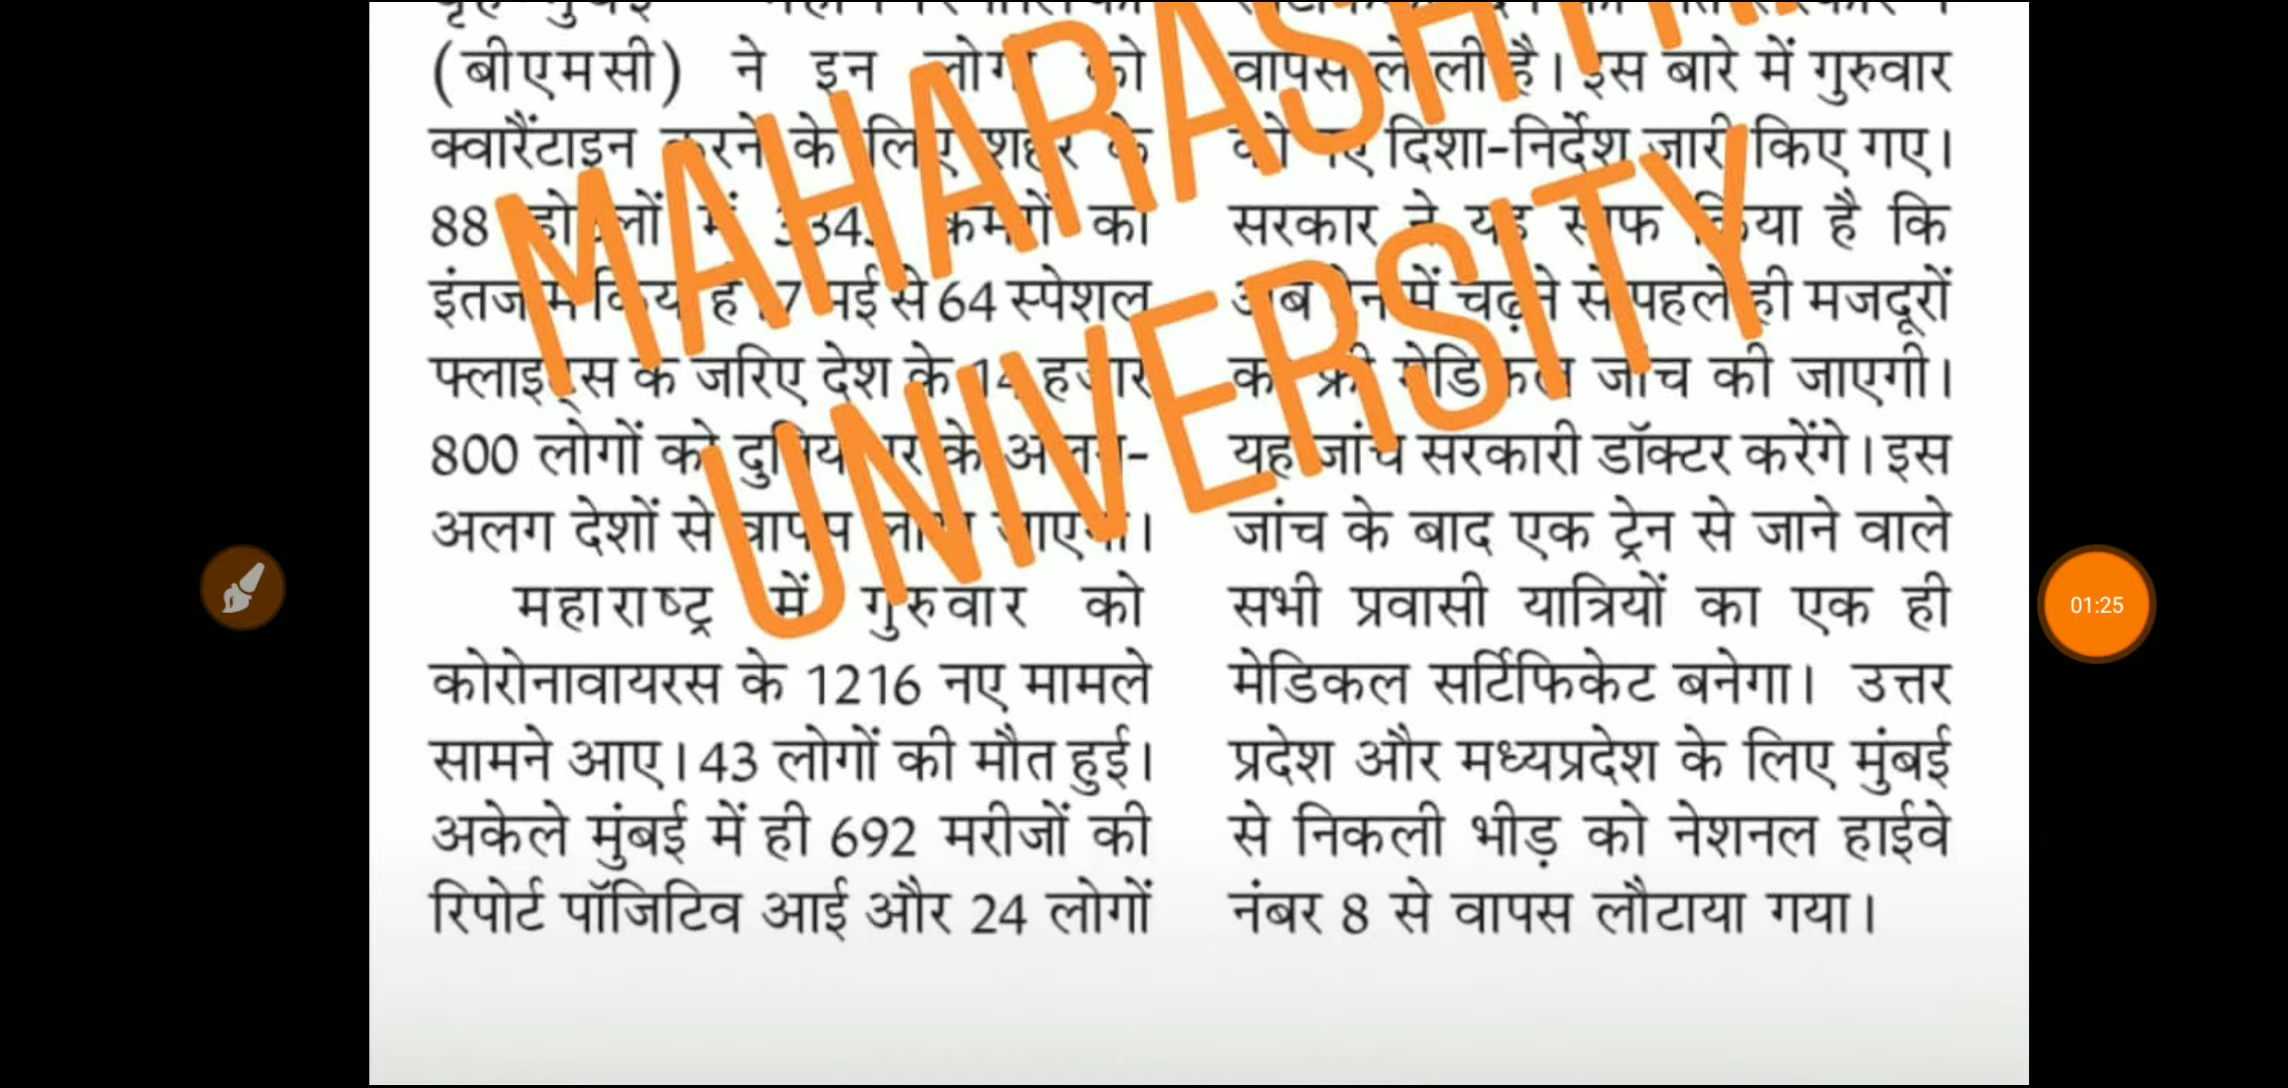 (बीएमसी) ने इन लोगों को
क्वारैंटाइन करने के लिए शहर के
88 होटलों में 334 कमरों का
इंतजाम किया है 7 मई से 64 स्पेशल
फ्लाइट्स के जरिए देश के 14 हजार
800 लोगों को दुनियाभर के अलग-
अलग देशों से वापस लाया जाएगा।
महाराष्ट्र में गुरुवार को
कोरोनावायरस के 1216 नए मामले
सामने आए। 43 लोगों की मौत हुई।
अकेले मुंबई में ही 692 मरीजों की
रिपोर्ट पॉजिटिव आई और 24 लोगों
वापस ले ली है। इस बारे में गुरुवार
को नए दिशा-निर्देश जारी किए गए।
सरकार ने यह साफ किया है कि
अब ट्रेन में चढ़ने से पहले ही मजदूरों
की फ्री मेडिकल जांच की जाएगी।
यह जांच सरकारी डॉक्टर करेंगे। इस
जांच के बाद एक ट्रेन से जाने वाले
सभी प्रवासी यात्रियों का एक ही
मेडिकल सर्टिफिकेट बनेगा। उत्तर
प्रदेश और मध्यप्रदेश के लिए मुंबई
से निकली भीड़ को नेशनल हाईवे
नंबर 8 से वापस लौटाया गया।
MAHARASHTRA
UNIVERSITY
01:25